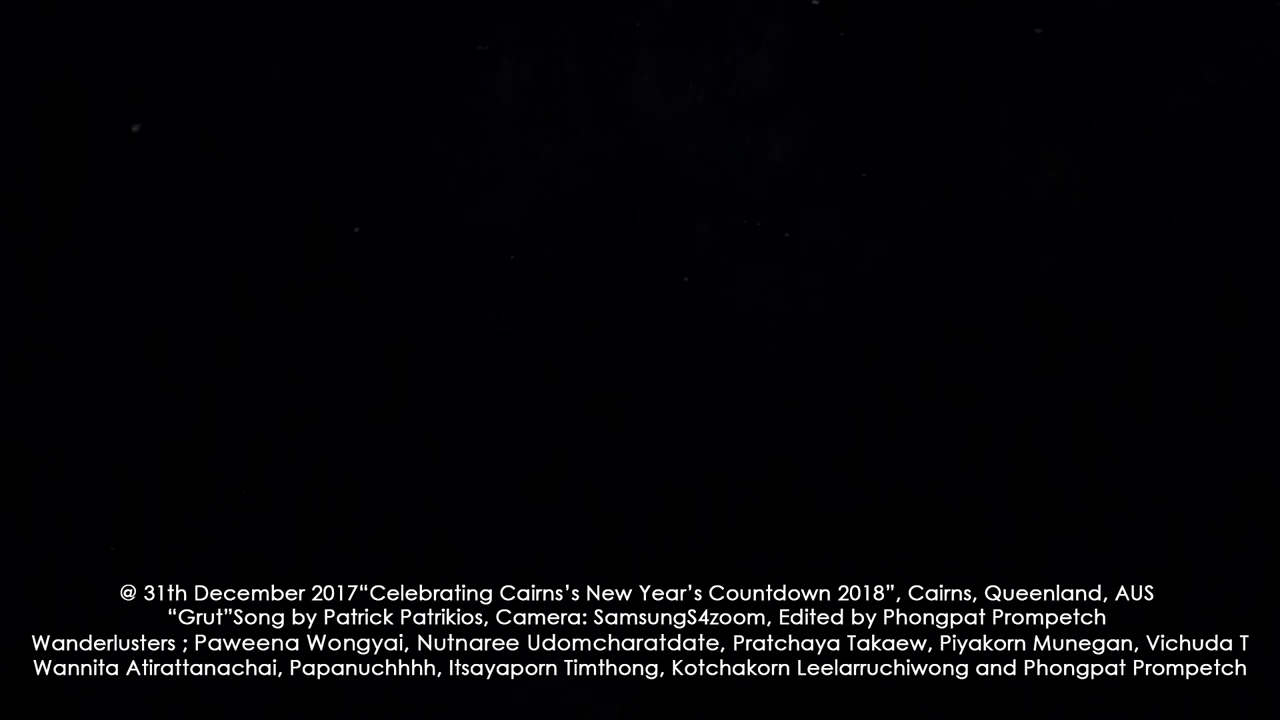 @ 31th December 2017“Celebrating Cairns’s New Year’s Countdown 2018”, Cairns, Queenland, AUS
“Grut”Song by Patrick Patrikios, Camera: SamsungS4zoom, Edited by Phongpat Prompetch
Wanderlusters ; Paweena Wongyai, Nutnaree Udomcharatdate, Pratchaya Takaew, Piyakorn Munegan, Vichuda T
Wannita Atirattanachai, Papanuchhhh, Itsayaporn Timthong, Kotchakorn Leelarruchiwong and Phongpat Prompetch